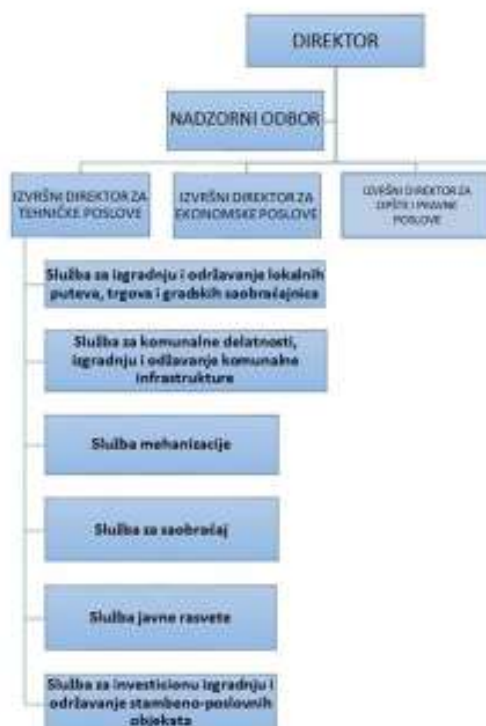 DIREKTOR
NADZORNI ODBOR
IZVRŠNI DIREKTOR ZA
TEHNIČKE POSLOVE
IZVRŠNI DIREKTOR ZA
EKONOMSKE POSLOVE
IZVRŠNI DIREKTOR ZA
OPŠTE I PRAVNE
POSLOVE
Služba za izgradnju i održavanje lokalnih
puteva, trgova i gradskih saobraćajnica
Služba za komunalne delatnosti,
izgradnju i odžavanje komunalne
infrastrukture
Služba mehanizacije
Služba za saobraćaj
Služba javne rasvete
Služba za investicionu izgradnju i
održavanje stambeno-poslovnih
objekata